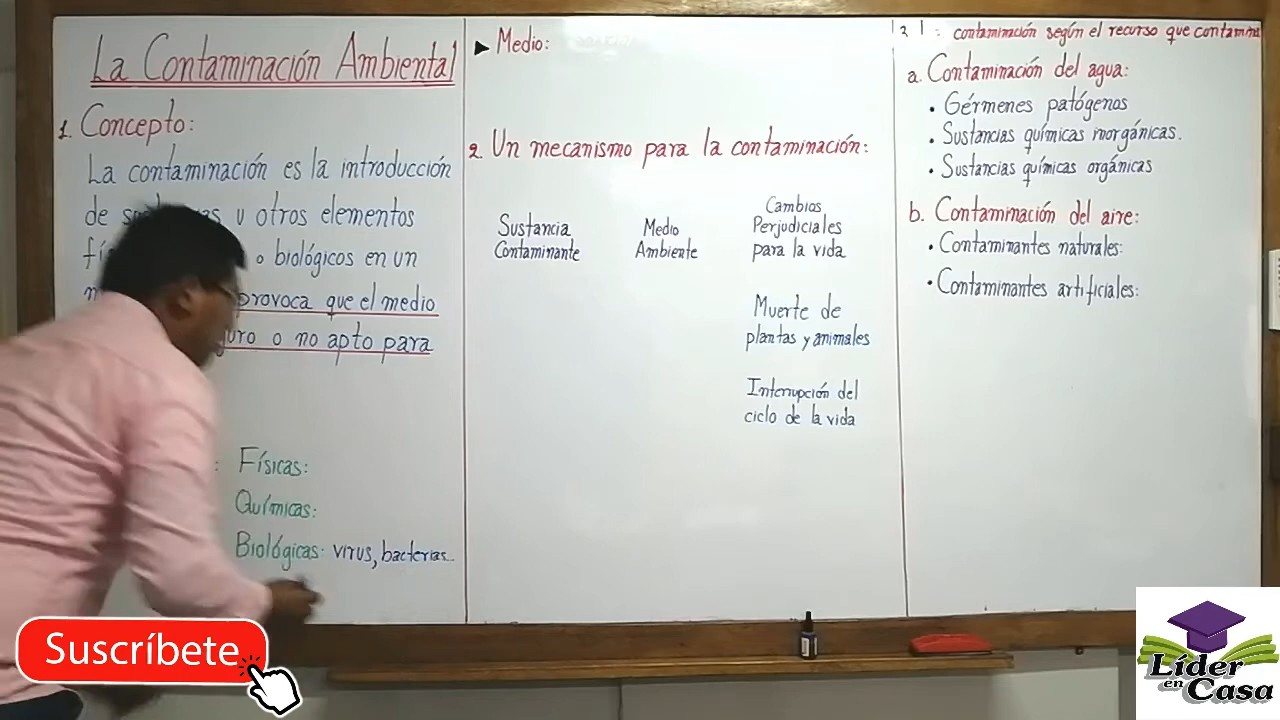 La Contaminación Ambiental
1. Concepto:
La contaminación es la introducción
de u otros elementos
o biológicos en un
provoca que el medio
o no apto para
: Físicas:
Químicas:
Biológicas: virus, bacterias...
► Medio:
2. Un mecanismo para la contaminación:
Sustancia
Contaminante
Medio
Ambiente
Cambios
Perjudiciales
para la vida
Muerte de
plantas y animales
Interrupción del
ciclo de la vida
contaminación según el recurso que contamina
a. Contaminación del agua:
• Gérmenes patógenos
• Sustancias químicas inorgánicas.
• Sustancias químicas orgánicas
b. Contaminación del aire:
• Contaminantes naturales:
• Contaminantes artificiales:
Suscríbete
Líder
en Casa